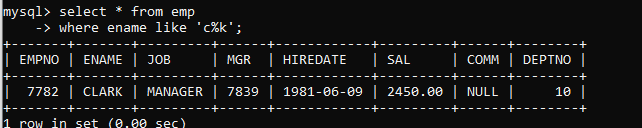 mysql> select * from emp
    -> where ename like 'c%k';
+-------+-------+---------+------+------------+---------+------+--------+
| EMPNO | ENAME | JOB     | MGR  | HIREDATE   | SAL     | COMM | DEPTNO |
+-------+-------+---------+------+------------+---------+------+--------+
|  7782 | CLARK | MANAGER | 7839 | 1981-06-09 | 2450.00 | NULL |     10 |
+-------+-------+---------+------+------------+---------+------+--------+
1 row in set (0.00 sec)